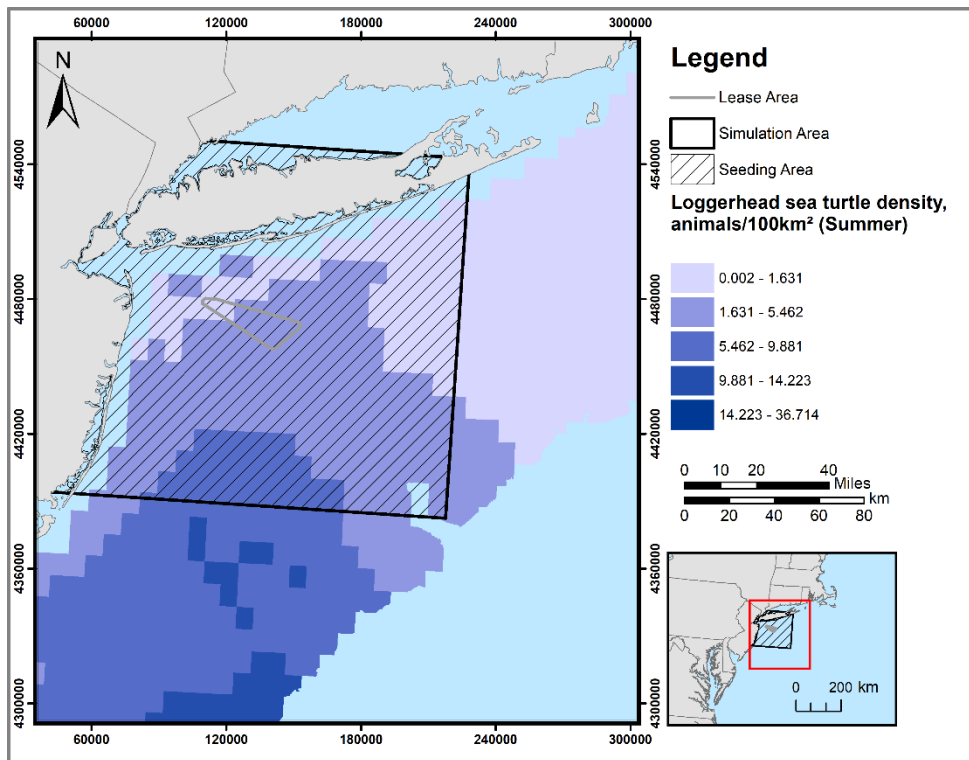 60000 120000 180000 240000 300000
N
4540000
4480000
4420000
4360000
4300000
4540000
4480000
4420000
4360000
4300000
60000 120000 180000 240000 300000
Legend
Lease Area
Simulation Area
Seeding Area
Loggerhead sea turtle density,
animals/100km² (Summer)
0.002 - 1.631
1.631 - 5.462
5.462 - 9.881
9.881 - 14.223
14.223 - 36.714
0 10 20 40
Miles
km
0 20 40 60 80
0 200 km